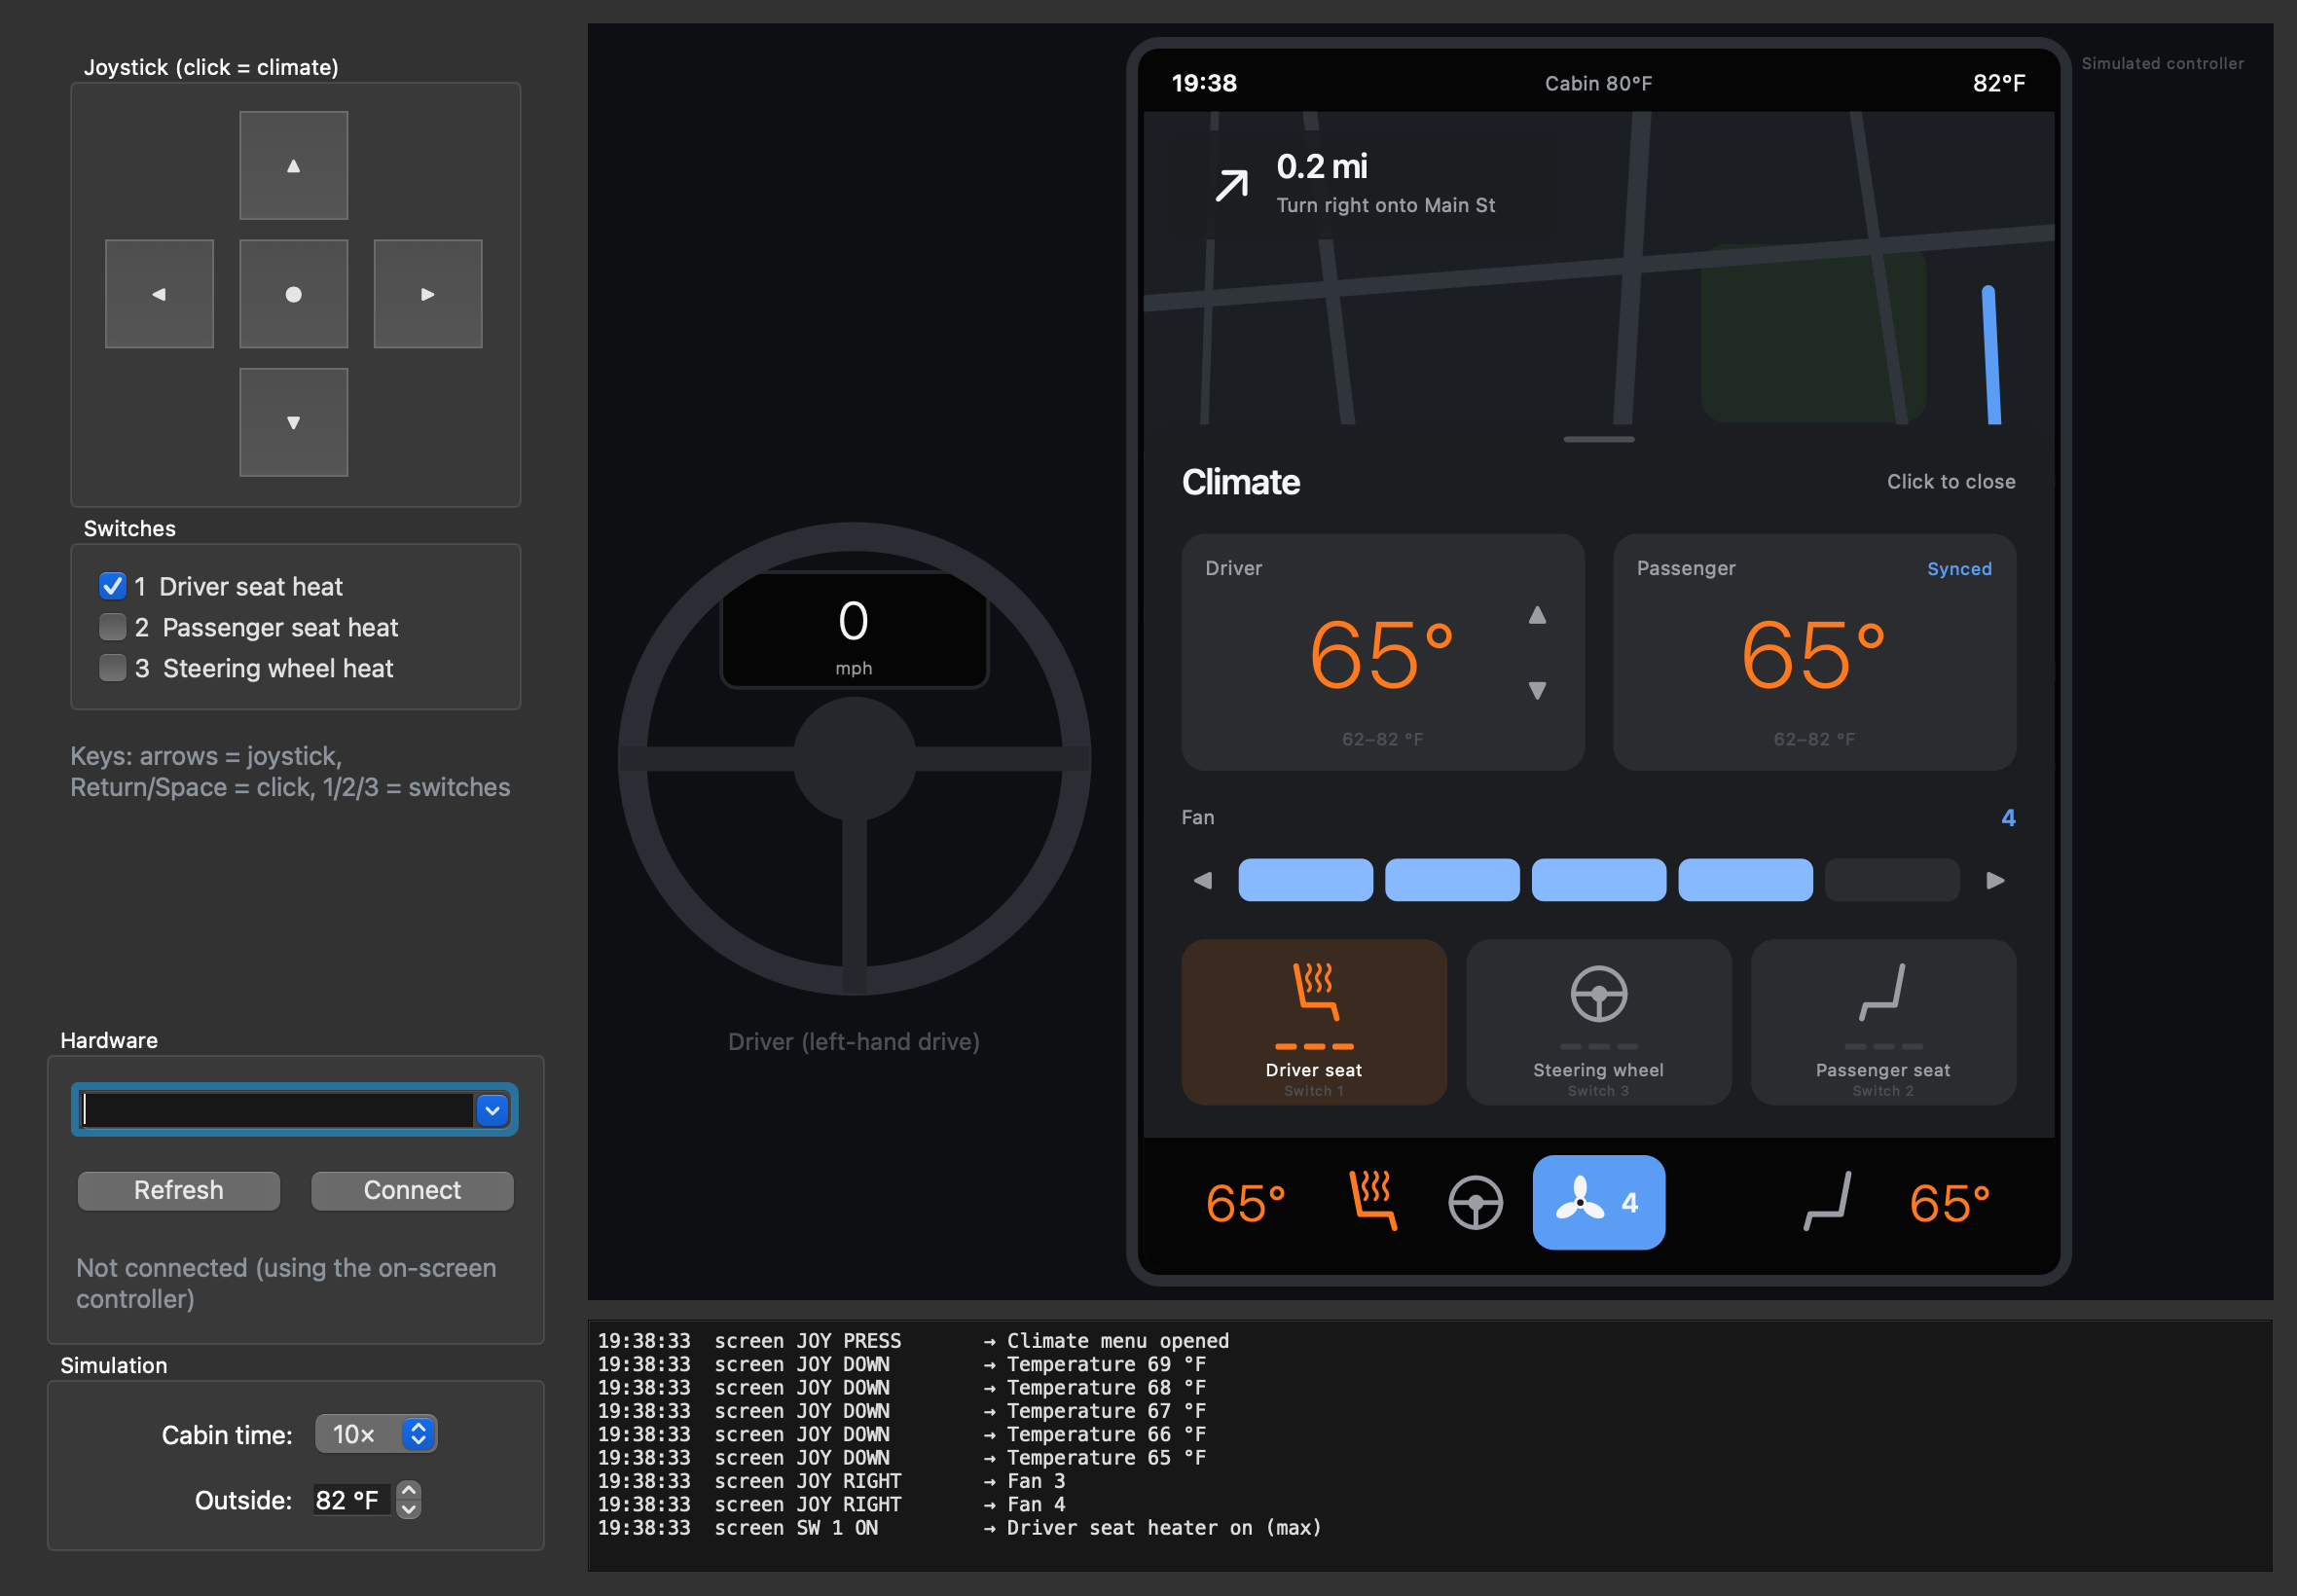 Joystick (click = climate)
Switches
1 Driver seat heat
2 Passenger seat heat
3 Steering wheel heat
Keys: arrows = joystick,
Return/Space = click, 1/2/3 = switches
Hardware
Refresh
Connect
Not connected (using the on-screen
controller)
Simulation
Cabin time: 10×
Outside: 82 °F
0
mph
Driver (left-hand drive)
Simulated controller
19:38
Cabin 80°F
82°F
0.2 mi
Turn right onto Main St
Climate
Click to close
Driver
65°
62–82 °F
Passenger
Synced
65°
62–82 °F
Fan
4
Driver seat
Switch 1
Steering wheel
Switch 3
Passenger seat
Switch 2
65°
4
65°
19:38:33 screen JOY PRESS → Climate menu opened
19:38:33 screen JOY DOWN → Temperature 69 °F
19:38:33 screen JOY DOWN → Temperature 68 °F
19:38:33 screen JOY DOWN → Temperature 67 °F
19:38:33 screen JOY DOWN → Temperature 66 °F
19:38:33 screen JOY DOWN → Temperature 65 °F
19:38:33 screen JOY RIGHT → Fan 3
19:38:33 screen JOY RIGHT → Fan 4
19:38:33 screen SW 1 ON → Driver seat heater on (max)